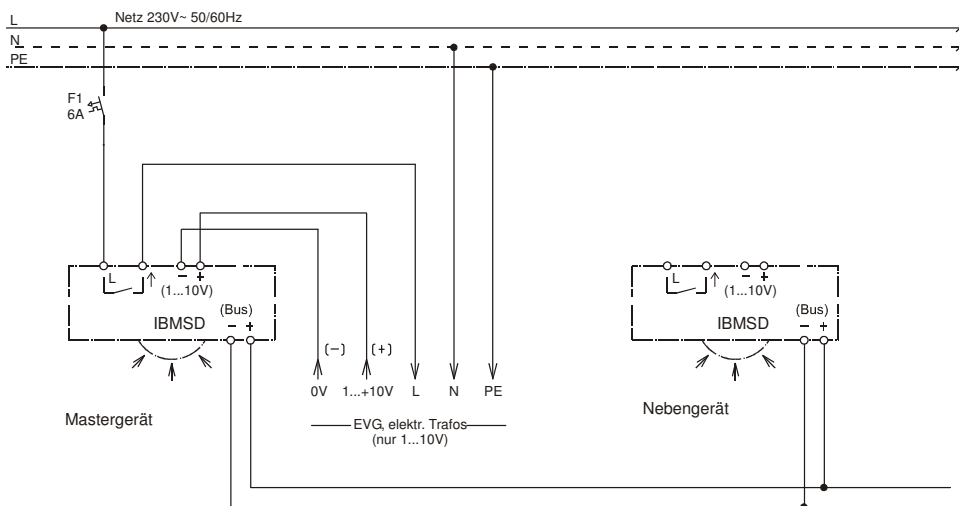 L
Netz 230V~ 50/60Hz
N
PE
F1
6A
L
− +
(1...10V)
(Bus)
IBMSD
− +
L
− +
(1...10V)
(Bus)
IBMSD
− +
(−)
(+)
0V 1...+10V L N PE
Mastergerät
Nebengerät
EVG, elektr. Trafos
(nur 1...10V)